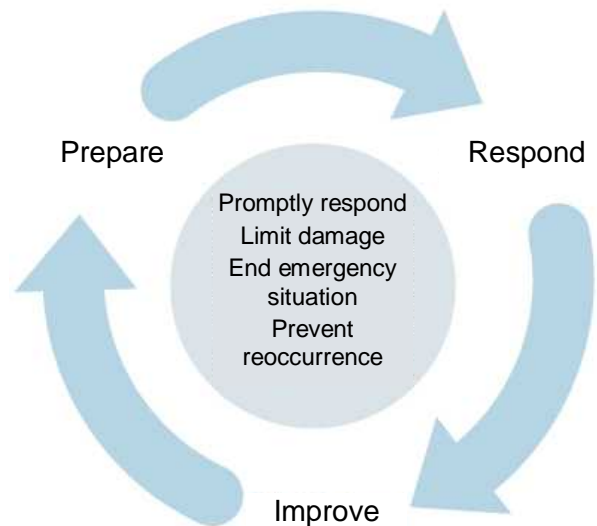 Prepare
Respond
Promptly respond
Limit damage
End emergency
situation
Prevent
reoccurrence
Improve